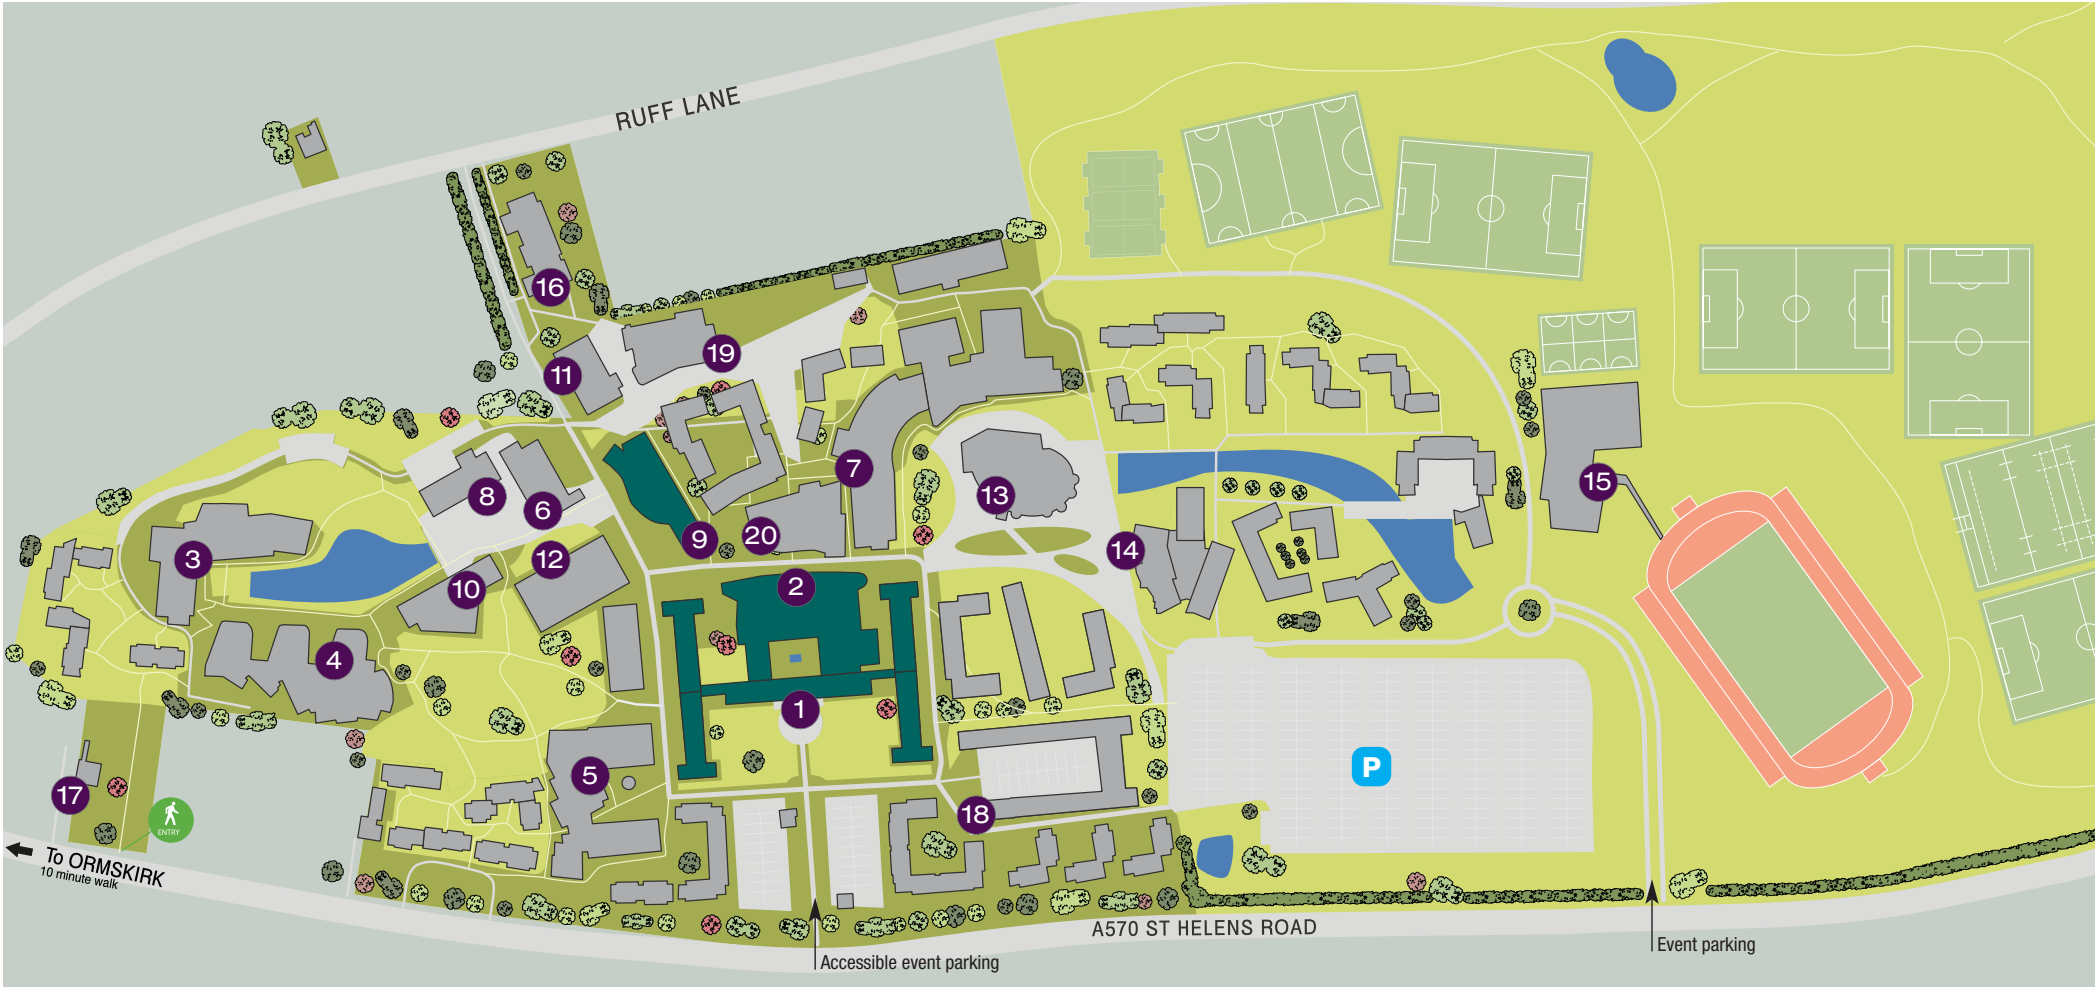 RUFF LANE
16
19
11
7
8
13
6
15
9
20
14
3
12
2
10
4
1
5
P
17
ENTRY
18
To ORMSKIRK
10 minute walk
A570 ST HELENS ROAD
Event parking
Accessible event parking